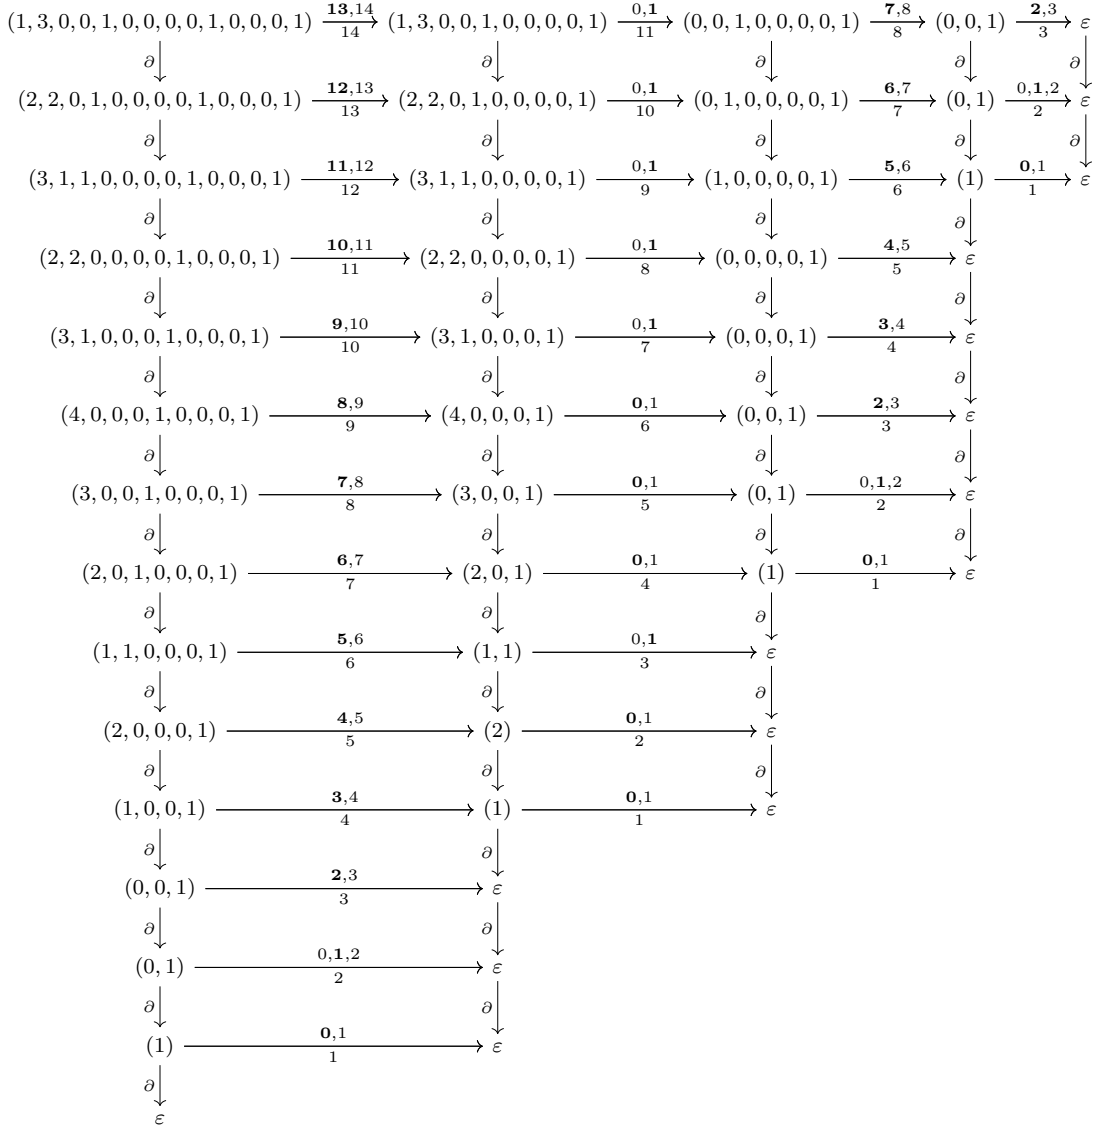 13,14 0,1 7,8 2,3
(1, 3, 0, 0, 1, 0, 0, 0, 0, 1, 0, 0, 0, 1) (1, 3, 0, 0, 1, 0, 0, 0, 0, 1) (0, 0, 1, 0, 0, 0, 0, 1) (0, 0, 1) ε
14 11 8 3
∂ ∂ ∂ ∂ ∂
12,13 0,1 6,7 0,1,2
(2, 2, 0, 1, 0, 0, 0, 0, 1, 0, 0, 0, 1) (2, 2, 0, 1, 0, 0, 0, 0, 1) (0, 1, 0, 0, 0, 0, 1) (0, 1) ε
13 10 7 2
∂ ∂ ∂ ∂ ∂
11,12 0,1 5,6 0,1
(3, 1, 1, 0, 0, 0, 0, 1, 0, 0, 0, 1) (3, 1, 1, 0, 0, 0, 0, 1) (1, 0, 0, 0, 0, 1) (1) ε
12 9 6 1
∂ ∂ ∂ ∂
10,11 0,1 4,5
(2, 2, 0, 0, 0, 0, 1, 0, 0, 0, 1) (2, 2, 0, 0, 0, 0, 1) (0, 0, 0, 0, 1) ε
11 8 5
∂ ∂ ∂ ∂
9,10 0,1 3,4
(3, 1, 0, 0, 0, 1, 0, 0, 0, 1) (3, 1, 0, 0, 0, 1) (0, 0, 0, 1) ε
10 7 4
∂ ∂ ∂ ∂
8,9 0,1 2,3
(4, 0, 0, 0, 1, 0, 0, 0, 1) (4, 0, 0, 0, 1) (0, 0, 1) ε
9 6 3
∂ ∂ ∂ ∂
7,8 0,1 0,1,2
(3, 0, 0, 1, 0, 0, 0, 1) (3, 0, 0, 1) (0, 1) ε
8 5 2
∂ ∂ ∂ ∂
6,7 0,1 0,1
(2, 0, 1, 0, 0, 0, 1) (2, 0, 1) (1) ε
7 4 1
∂ ∂ ∂
5,6 0,1
(1, 1, 0, 0, 0, 1) (1, 1) ε
6 3
∂ ∂ ∂
4,5 0,1
(2, 0, 0, 0, 1) (2) ε
5 2
∂ ∂ ∂
3,4 0,1
(1, 0, 0, 1) (1) ε
4 1
∂ ∂
2,3
(0, 0, 1) ε
3
∂ ∂
0,1,2
(0, 1) ε
2
∂ ∂
0,1
(1) ε
1
∂
ε